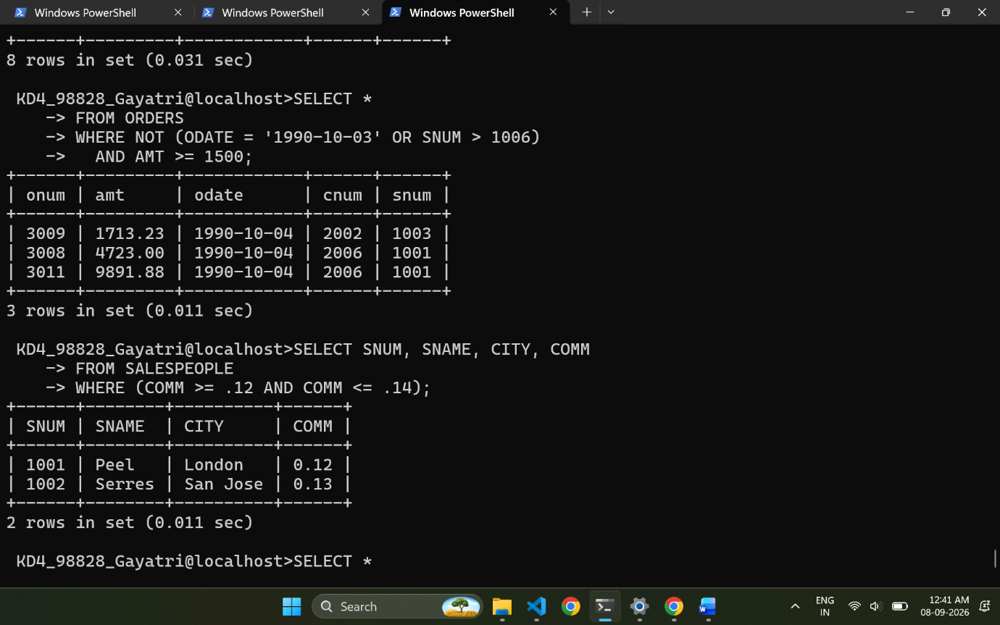 Windows PowerShell
Windows PowerShell
Windows PowerShell
+------+---------+------------+------+------+
8 rows in set (0.031 sec)
KD4_98828_Gayatri@localhost>SELECT *
-> FROM ORDERS
-> WHERE NOT (ODATE = '1990-10-03' OR SNUM > 1006)
->   AND AMT >= 1500;
+------+---------+------------+------+------+
| onum | amt     | odate      | cnum | snum |
+------+---------+------------+------+------+
| 3009 | 1713.23 | 1990-10-04 | 2002 | 1003 |
| 3008 | 4723.00 | 1990-10-04 | 2006 | 1001 |
| 3011 | 9891.88 | 1990-10-04 | 2006 | 1001 |
+------+---------+------------+------+------+
3 rows in set (0.011 sec)
KD4_98828_Gayatri@localhost>SELECT SNUM, SNAME, CITY, COMM
-> FROM SALESPEOPLE
-> WHERE (COMM >= .12 AND COMM <= .14);
+------+--------+----------+------+
| SNUM | SNAME  | CITY     | COMM |
+------+--------+----------+------+
| 1001 | Peel   | London   | 0.12 |
| 1002 | Serres | San Jose | 0.13 |
+------+--------+----------+------+
2 rows in set (0.011 sec)
KD4_98828_Gayatri@localhost>SELECT *
Search
ENG
IN
12:41 AM
08-09-2026